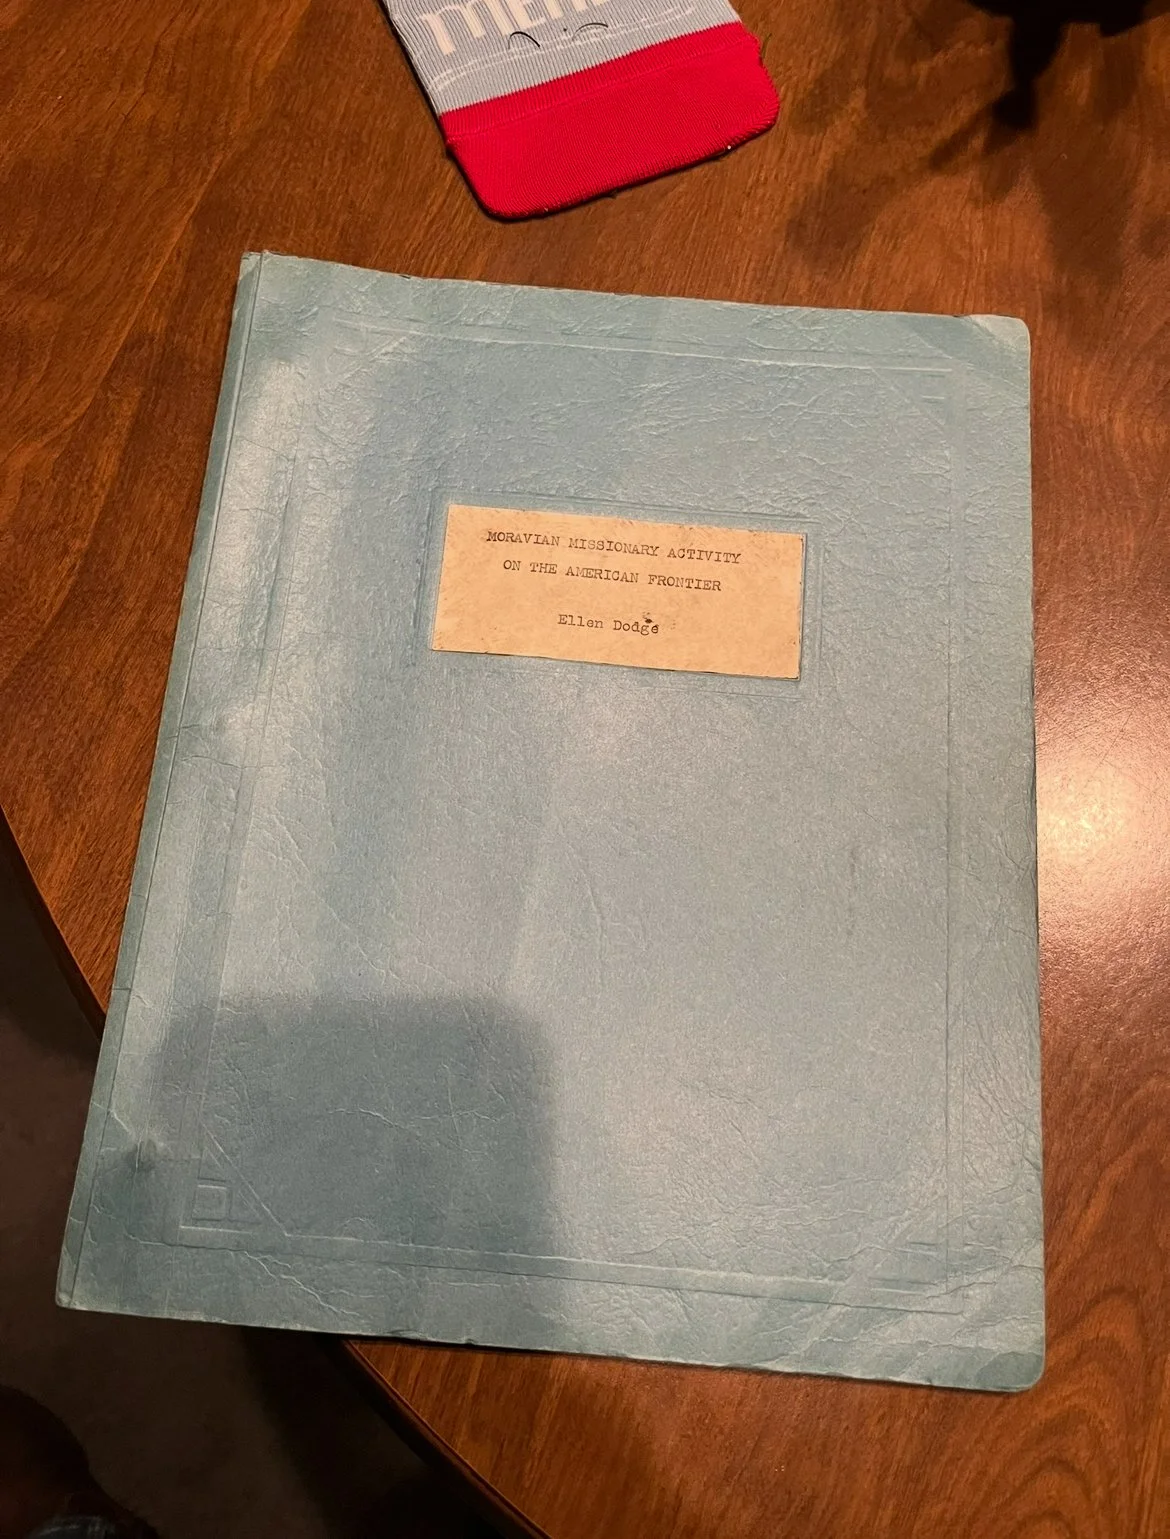 MORAVIAN MISSIONARY ACTIVITY
ON THE AMERICAN FRONTIER
Ellen Dodge